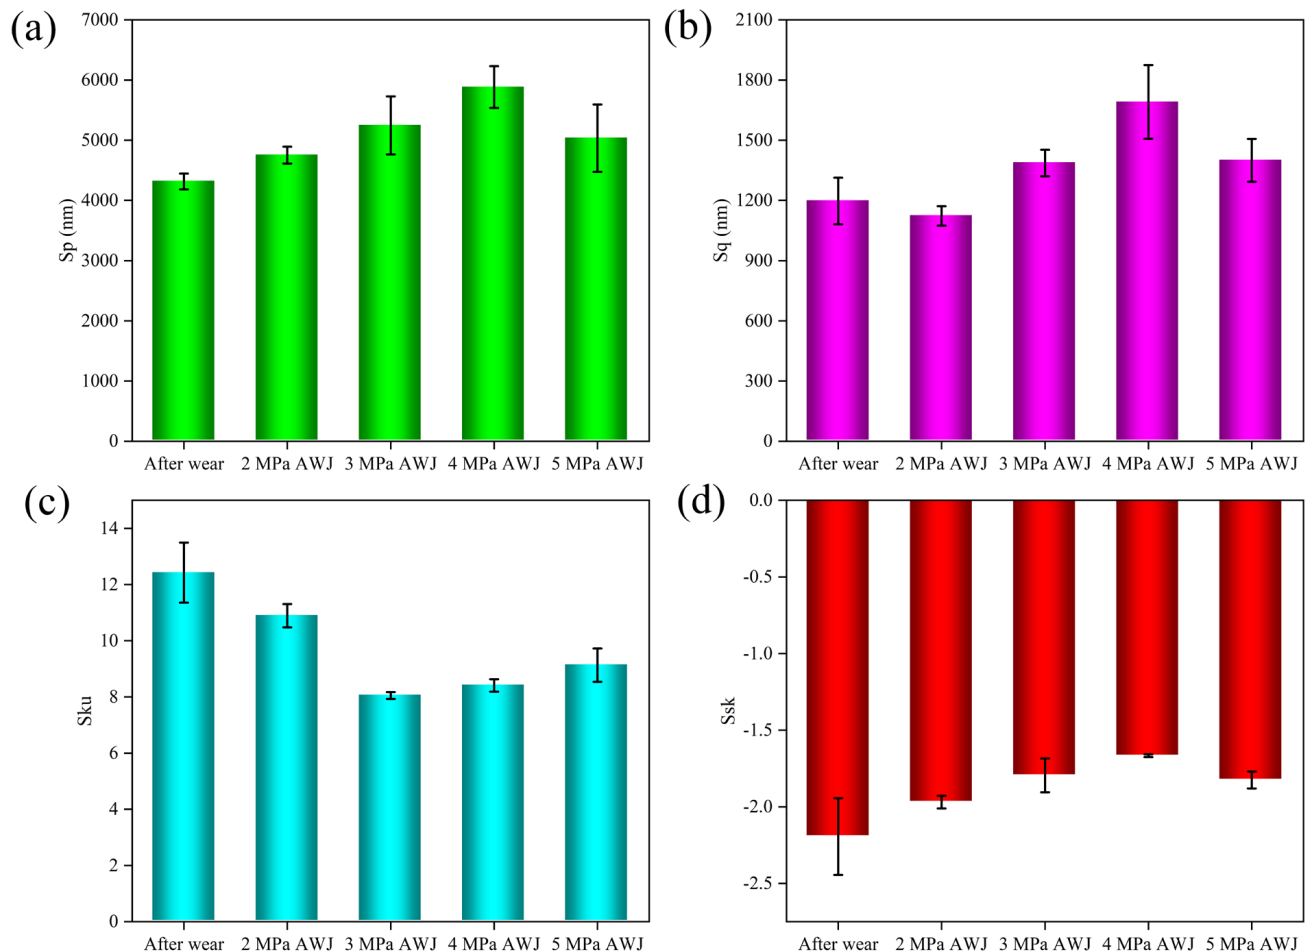 (a)
7000
6000
5000
4000
3000
2000
1000
0
Sp (nm)
After wear 2 MPa AWJ 3 MPa AWJ 4 MPa AWJ 5 MPa AWJ
(b)
2100
1800
1500
1200
900
600
300
0
Sq (nm)
After wear 2 MPa AWJ 3 MPa AWJ 4 MPa AWJ 5 MPa AWJ
(c)
14
12
10
8
6
4
2
0
Sku
After wear 2 MPa AWJ 3 MPa AWJ 4 MPa AWJ 5 MPa AWJ
(d)
0.0
-0.5
-1.0
-1.5
-2.0
-2.5
Ssk
After wear 2 MPa AWJ 3 MPa AWJ 4 MPa AWJ 5 MPa AWJ